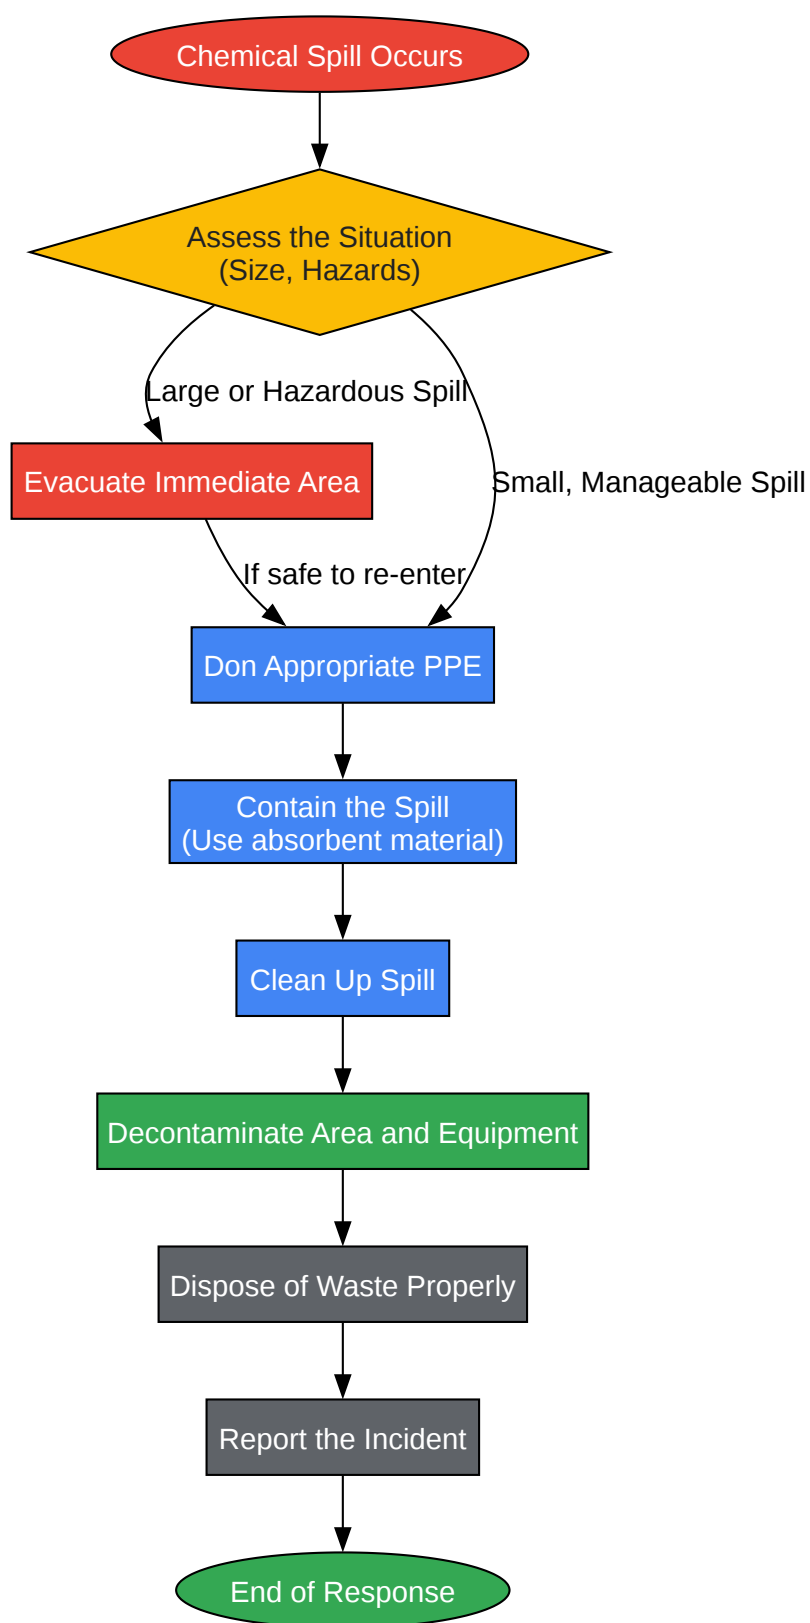 Chemical Spill Occurs
Assess the Situation
(Size, Hazards)
Large or Hazardous Spill
Evacuate Immediate Area
Small, Manageable Spill
If safe to re-enter
Don Appropriate PPE
Contain the Spill
(Use absorbent material)
Clean Up Spill
Decontaminate Area and Equipment
Dispose of Waste Properly
Report the Incident
End of Response